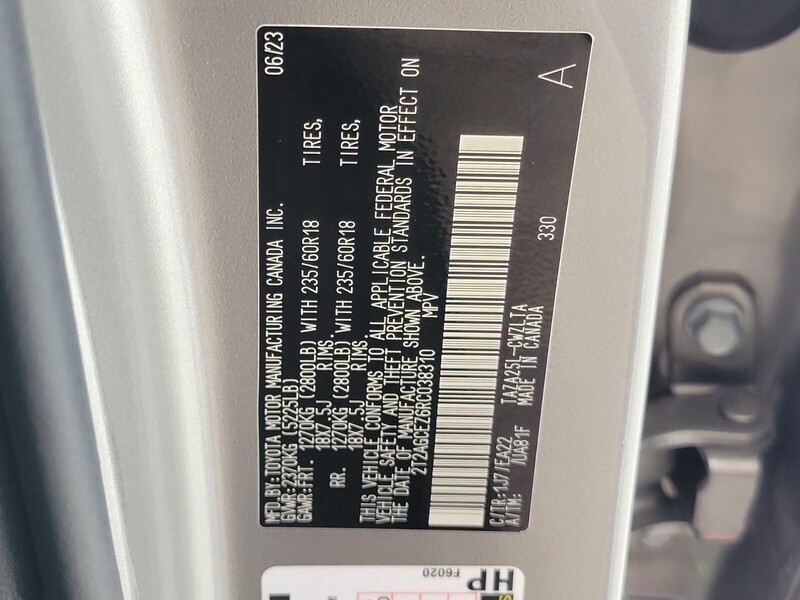 MFD.BY:TOYOTA MOTOR MANUFACTURING CANADA INC. 06/23
GVWR:2370KG (5225LB)
GAWR:FRT. 1270KG (2800LB) WITH 235/60R18 TIRES,
18X7.5J RIMS.
RR. 1270KG (2800LB) WITH 235/60R18 TIRES,
18X7.5J RIMS.
THIS VEHICLE CONFORMS TO ALL APPLICABLE FEDERAL MOTOR
VEHICLE SAFETY AND THEFT PREVENTION STANDARDS IN EFFECT ON
THE DATE OF MANUFACTURE SHOWN ABOVE.
2T2AGCEZ6RC038310 MPV
C/TR:1J7/EA22 TAZA25L-CWZLTA
A/TM: /UA81F MADE IN CANADA 330
A
F6020
HP